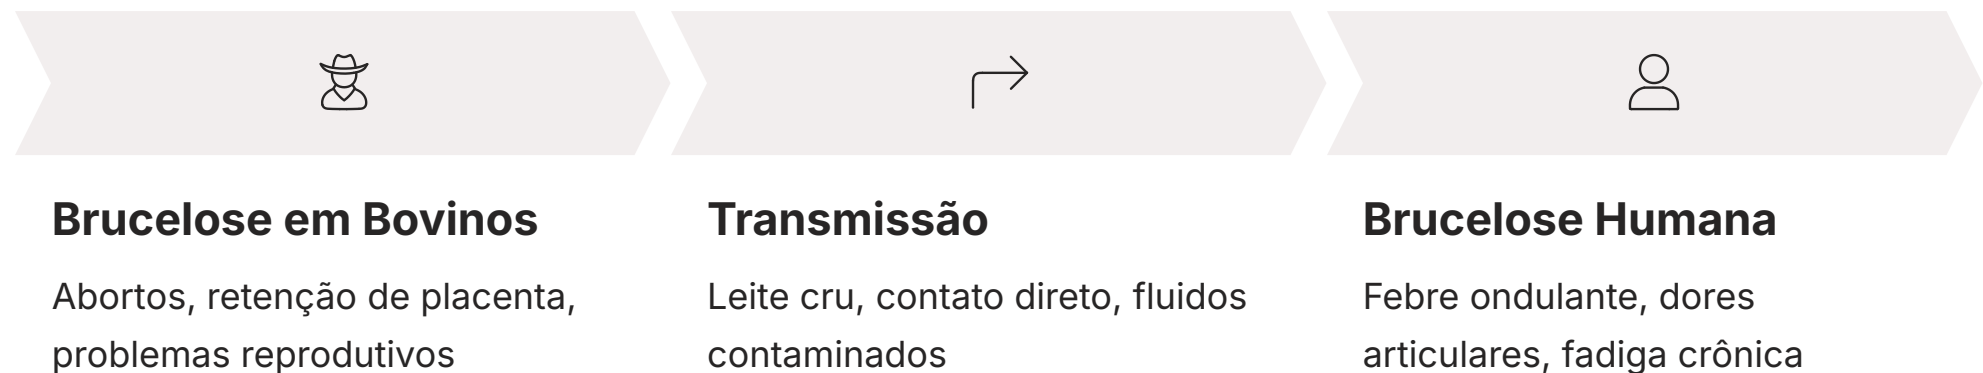 Brucelose em Bovinos
Abortos, retenção de placenta,
problemas reprodutivos
Transmissão
Leite cru, contato direto, fluidos
contaminados
Brucelose Humana
Febre ondulante, dores
articulares, fadiga crônica